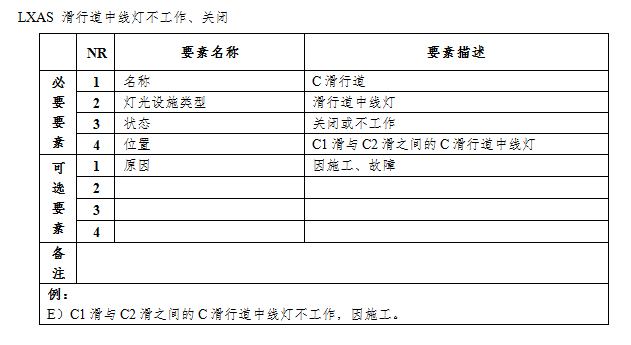 LXAS 滑行道中线灯不工作、关闭
NR 要素名称 要素描述
必要要素
1 名称 C 滑行道
2 灯光设施类型 滑行道中线灯
3 状态 关闭或不工作
4 位置 C1 滑与 C2 滑之间的 C 滑行道中线灯
可选要素
1 原因 因施工、故障
2
3
4
备注
例：
E）C1 滑与 C2 滑之间的 C 滑行道中线灯不工作，因施工。